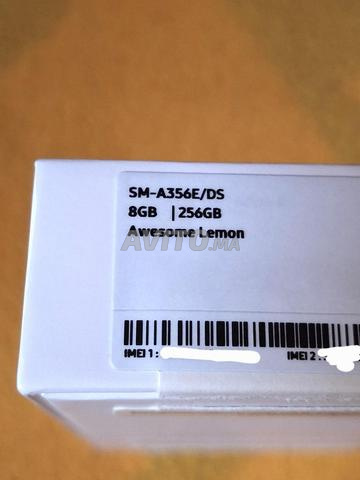 SM-A356E/DS
8GB | 256GB
AVITO.MA
Awesome Lemon
IMEI 1 :
IMEI 2 :